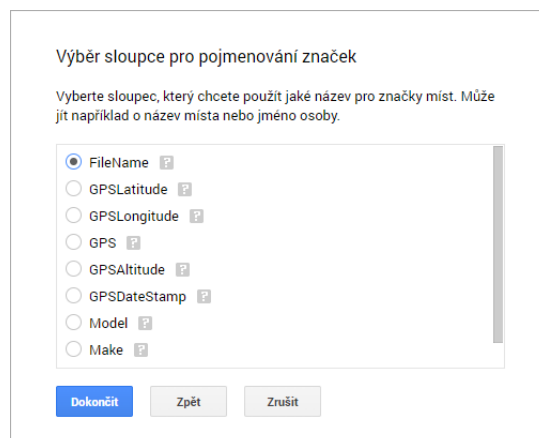 Výběr sloupce pro pojmenování značek
Vyberte sloupec, který chcete použít jaké název pro značky míst. Může
jít například o název místa nebo jméno osoby.
FileName ?
GPSLatitude ?
GPSLongitude ?
GPS ?
GPSAltitude ?
GPSDateStamp ?
Model ?
Make ?
Dokončit Zpět Zrušit